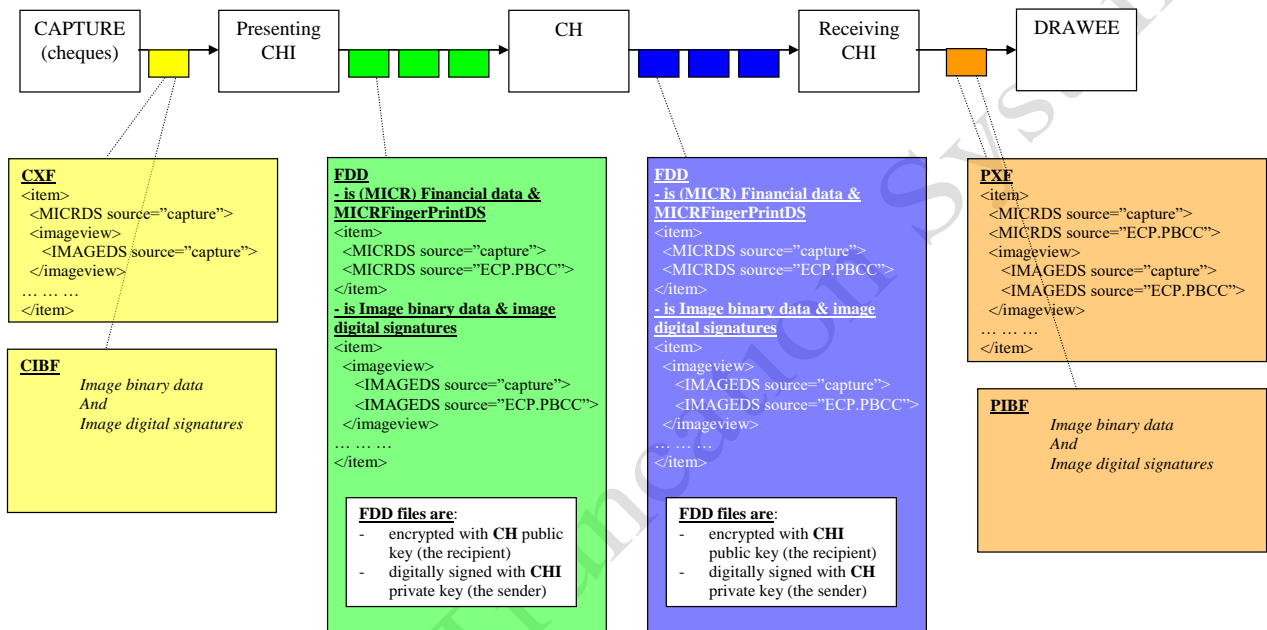 CAPTURE
(cheques)
Presenting
CHI
CH
Receiving
CHI
DRAWEE
CXF
<item>
<MICRDS source=”capture”>
<imageview>
<IMAGEDS source=”capture”>
</imageview>
… … …
</item>
CIBF
Image binary data
And
Image digital signatures
FDD
- is (MICR) Financial data &
MICRFingerPrintDS
<item>
<MICRDS source=”capture”>
<MICRDS source=”ECP.PBCC”>
</item>
- is Image binary data & image
digital signatures
<item>
<imageview>
<IMAGEDS source=”capture”>
<IMAGEDS source=”ECP.PBCC”>
</imageview>
… … …
</item>
FDD files are:
- encrypted with CH public
key (the recipient)
- digitally signed with CHI
private key (the sender)
FDD
- is (MICR) Financial data &
MICRFingerPrintDS
<item>
<MICRDS source=”capture”>
<MICRDS source=”ECP.PBCC”>
</item>
- is Image binary data & image
digital signatures
<item>
<imageview>
<IMAGEDS source=”capture”>
<IMAGEDS source=”ECP.PBCC”>
</imageview>
… … …
</item>
FDD files are:
- encrypted with CHI
public key (the recipient)
- digitally signed with CH
private key (the sender)
PXF
<item>
<MICRDS source=”capture”>
<MICRDS source=”ECP.PBCC”>
<imageview>
<IMAGEDS source=”capture”>
<IMAGEDS source=”ECP.PBCC”>
</imageview>
… … …
</item>
PIBF
Image binary data
And
Image digital signatures